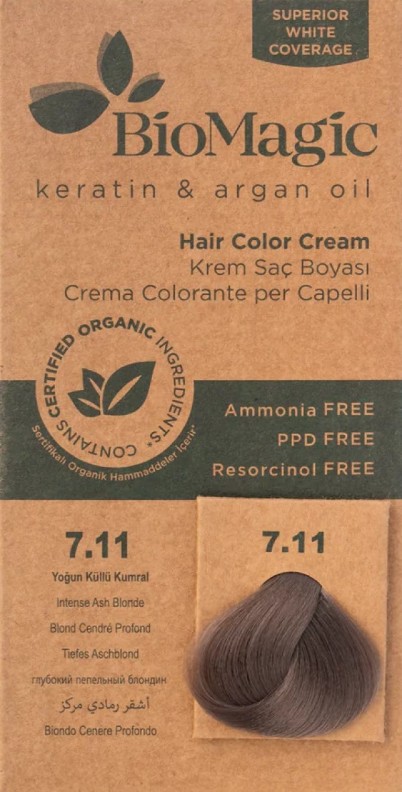 SUPERIOR
WHITE
COVERAGE
BioMagic
keratin & argan oil
Hair Color Cream
Krem Saç Boyası
Crema Colorante per Capelli
CONTAINS CERTIFIED ORGANIC INGREDIENTS*
Sertifikalı Organik Hammaddeler İçerir*
Ammonia FREE
PPD FREE
Resorcinol FREE
7.11
Yoğun Küllü Kumral
Intense Ash Blonde
Blond Cendré Profond
Tiefes Aschblond
глубокий пепельный блондин
أشقر رمادي مركز
Biondo Cenere Profondo
7.11